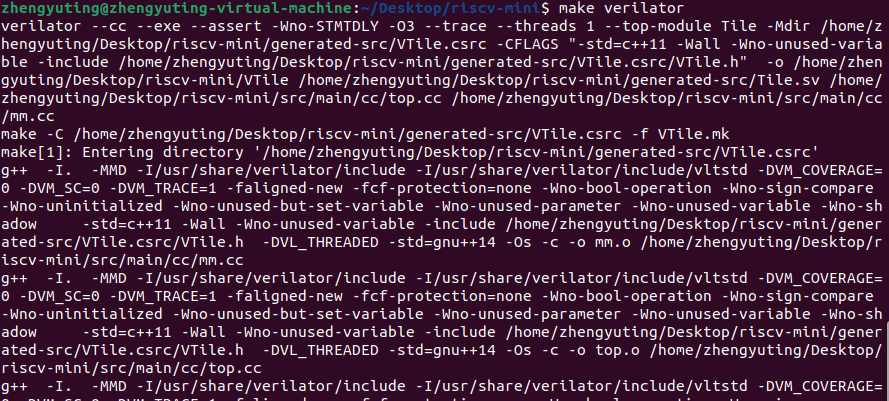 zhengyuting@zhengyuting-virtual-machine:~/Desktop/riscv-mini$ make verilator
verilator --cc --exe --assert -Wno-STMTDLY -O3 --trace --threads 1 --top-module Tile -Mdir /home/z
hengyuting/Desktop/riscv-mini/generated-src/VTile.csrc -CFLAGS "-std=c++11 -Wall -Wno-unused-varia
ble -include /home/zhengyuting/Desktop/riscv-mini/generated-src/VTile.csrc/VTile.h"  -o /home/zhen
gyuting/Desktop/riscv-mini/VTile /home/zhengyuting/Desktop/riscv-mini/generated-src/Tile.sv /home/
zhengyuting/Desktop/riscv-mini/src/main/cc/top.cc /home/zhengyuting/Desktop/riscv-mini/src/main/cc
/mm.cc
make -C /home/zhengyuting/Desktop/riscv-mini/generated-src/VTile.csrc -f VTile.mk
make[1]: Entering directory '/home/zhengyuting/Desktop/riscv-mini/generated-src/VTile.csrc'
g++  -I.  -MMD -I/usr/share/verilator/include -I/usr/share/verilator/include/vltstd -DVM_COVERAGE=
0 -DVM_SC=0 -DVM_TRACE=1 -faligned-new -fcf-protection=none -Wno-bool-operation -Wno-sign-compare
-Wno-uninitialized -Wno-unused-but-set-variable -Wno-unused-parameter -Wno-unused-variable -Wno-sh
adow     -std=c++11 -Wall -Wno-unused-variable -include /home/zhengyuting/Desktop/riscv-mini/gener
ated-src/VTile.csrc/VTile.h  -DVL_THREADED -std=gnu++14 -Os -c -o mm.o /home/zhengyuting/Desktop/r
iscv-mini/src/main/cc/mm.cc
g++  -I.  -MMD -I/usr/share/verilator/include -I/usr/share/verilator/include/vltstd -DVM_COVERAGE=
0 -DVM_SC=0 -DVM_TRACE=1 -faligned-new -fcf-protection=none -Wno-bool-operation -Wno-sign-compare
-Wno-uninitialized -Wno-unused-but-set-variable -Wno-unused-parameter -Wno-unused-variable -Wno-sh
adow     -std=c++11 -Wall -Wno-unused-variable -include /home/zhengyuting/Desktop/riscv-mini/gener
ated-src/VTile.csrc/VTile.h  -DVL_THREADED -std=gnu++14 -Os -c -o top.o /home/zhengyuting/Desktop/
riscv-mini/src/main/cc/top.cc
g++  -I.  -MMD -I/usr/share/verilator/include -I/usr/share/verilator/include/vltstd -DVM_COVERAGE=